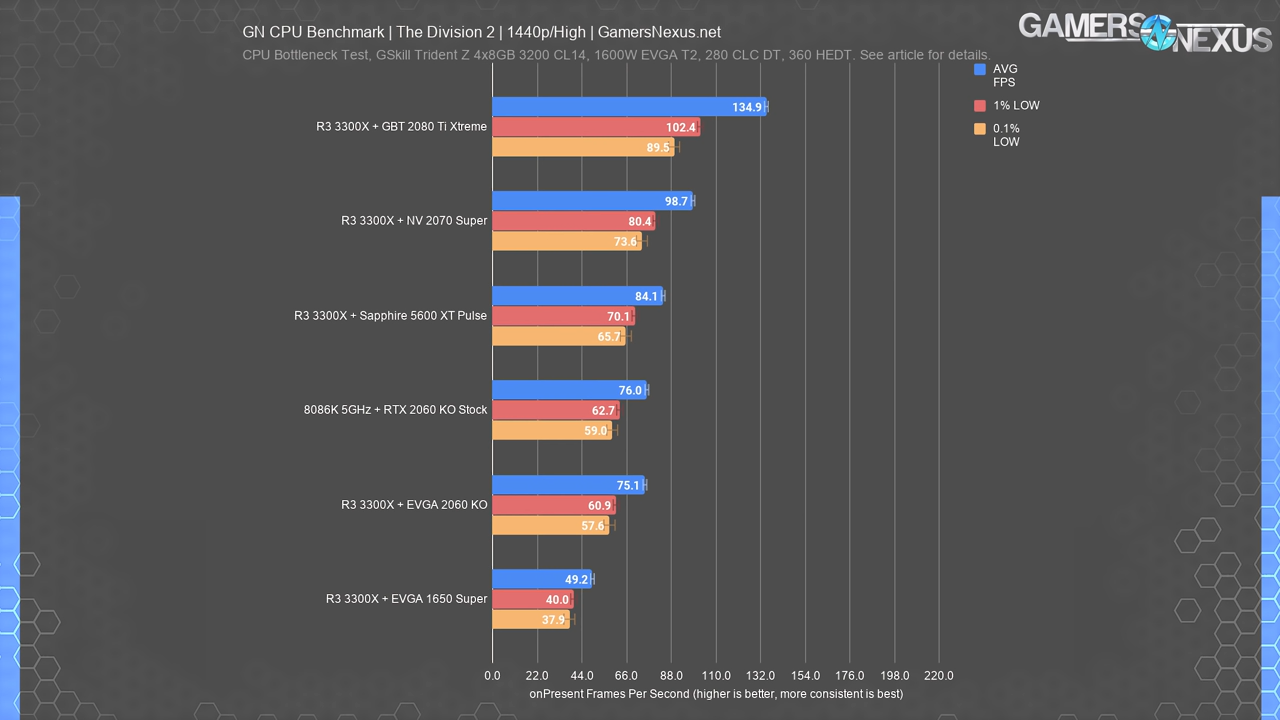 GN CPU Benchmark | The Division 2 | 1440p/High | GamersNexus.net
CPU Bottleneck Test, GSkill Trident Z 4x8GB 3200 CL14, 1600W EVGA T2, 280 CLC DT, 360 HEDT. See article for details.
GAMERS NEXUS
AVG
FPS
1% LOW
0.1%
LOW
R3 3300X + GBT 2080 Ti Xtreme
134.9
102.4
89.5
R3 3300X + NV 2070 Super
98.7
80.4
73.6
R3 3300X + Sapphire 5600 XT Pulse
84.1
70.1
65.7
8086K 5GHz + RTX 2060 KO Stock
76.0
62.7
59.0
R3 3300X + EVGA 2060 KO
75.1
60.9
57.6
R3 3300X + EVGA 1650 Super
49.2
40.0
37.9
0.0 22.0 44.0 66.0 88.0 110.0 132.0 154.0 176.0 198.0 220.0
onPresent Frames Per Second (higher is better, more consistent is best)